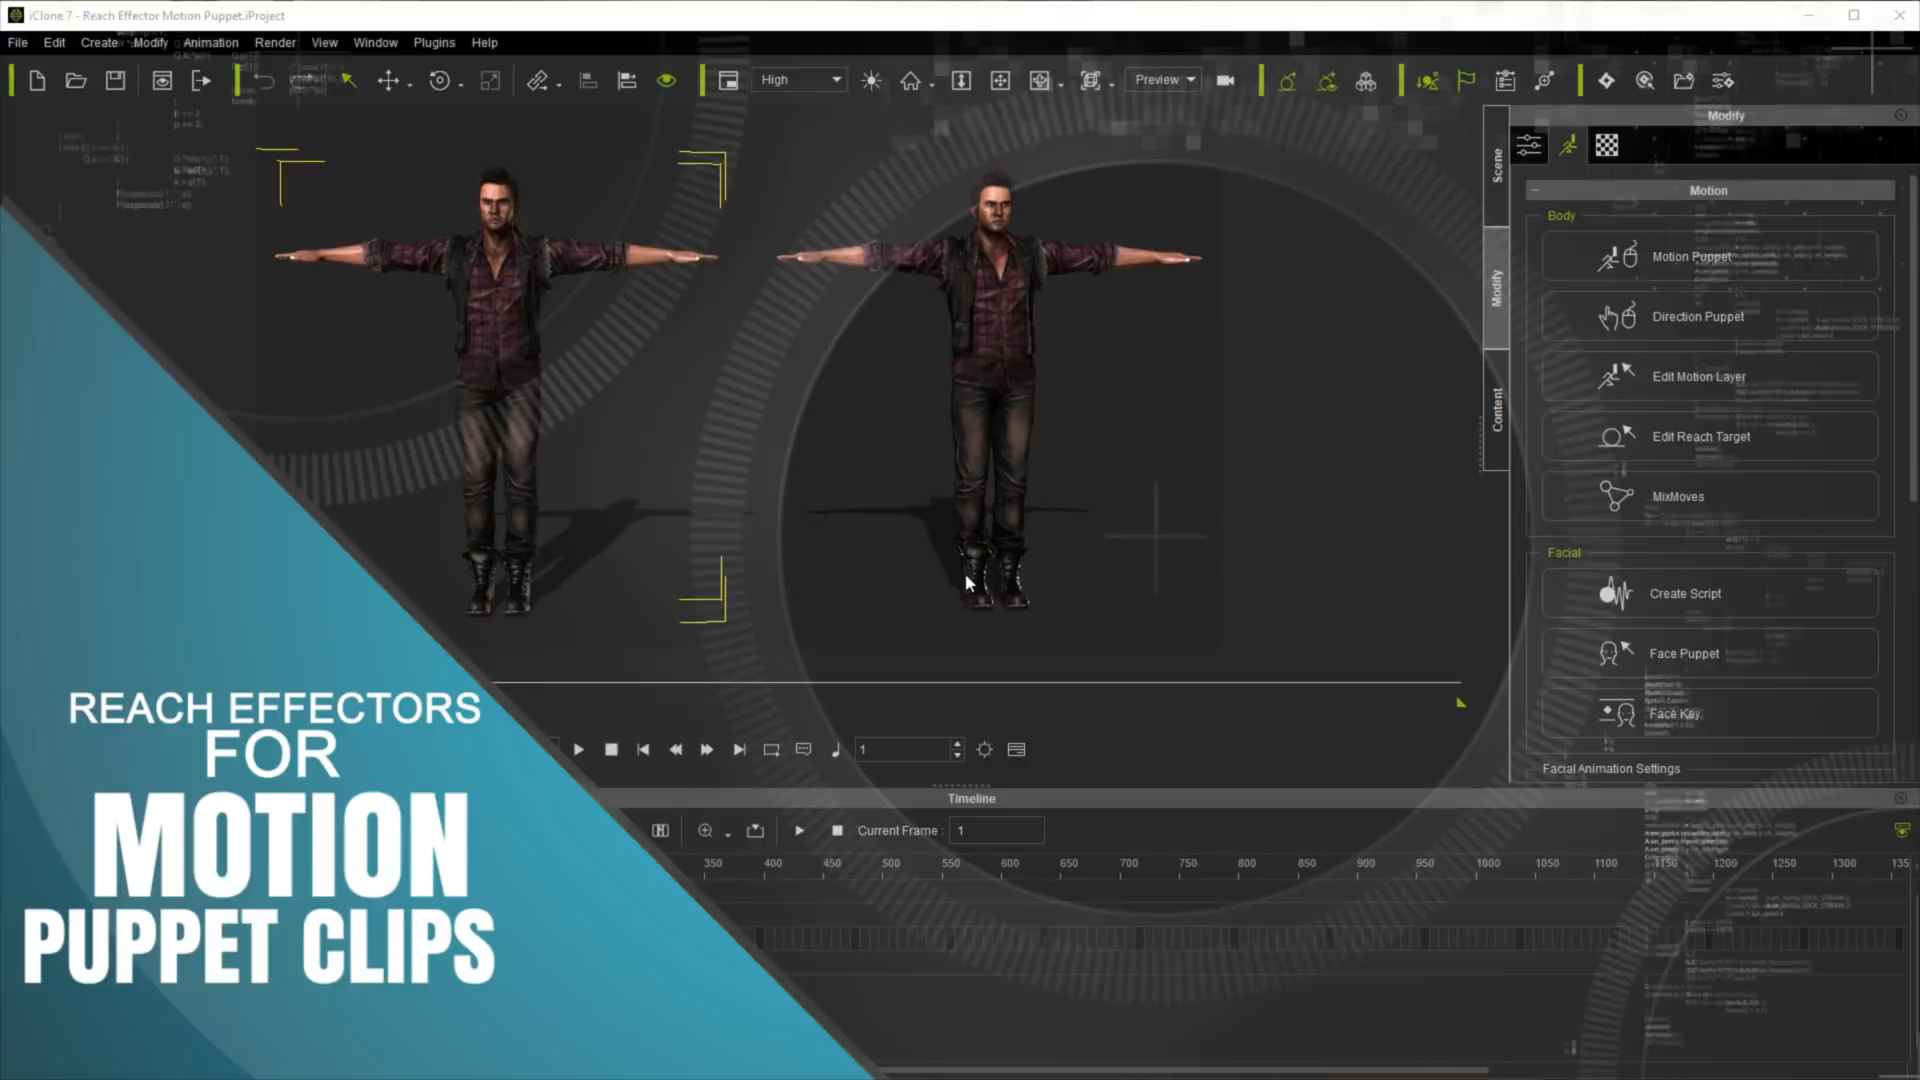 iClone 7 - Reach Effector Motion Puppet.iProject
File Edit Create Modify Animation Render View Window Plugins Help
High
Preview
Modify
Scene
Modify
Content
Motion
Body
Motion Puppet
Direction Puppet
Edit Motion Layer
Edit Reach Target
MixMoves
Facial
Create Script
Face Puppet
Face Key
Facial Animation Settings
1
Timeline
Current Frame : 1
350 400 450 500 550 600 650 700 750 800 850 900 950 1000 1050 1100 1150 1200 1250 1300 135
REACH EFFECTORS
FOR
MOTION
PUPPET CLIPS